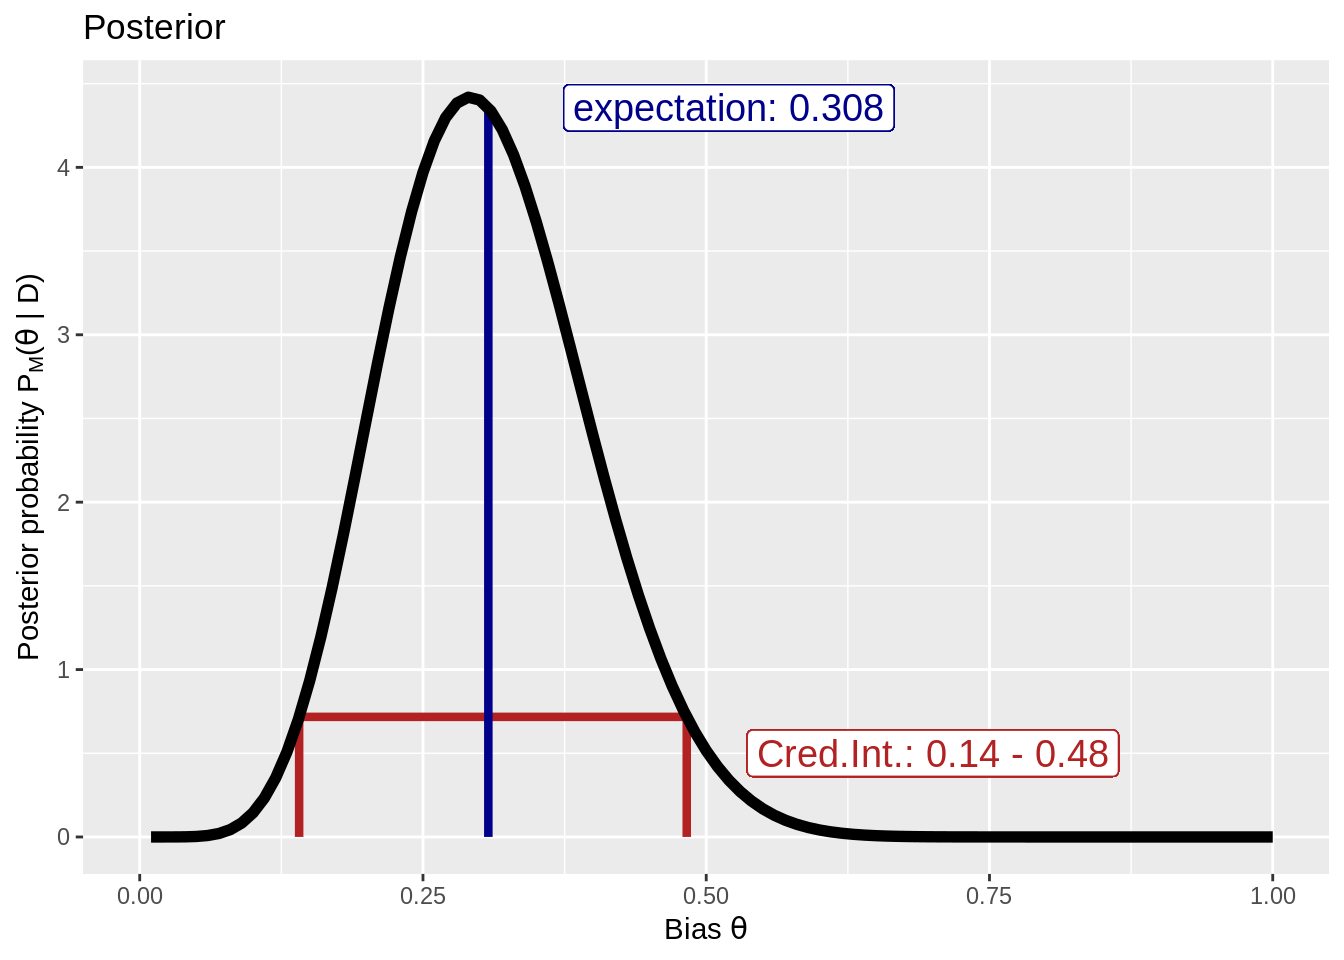 Posterior
expectation: 0.308
4
3
2
1
0
Posterior probability P_M(θ | D)
Cred.Int.: 0.14 - 0.48
0.00 0.25 0.50 0.75 1.00
Bias θ